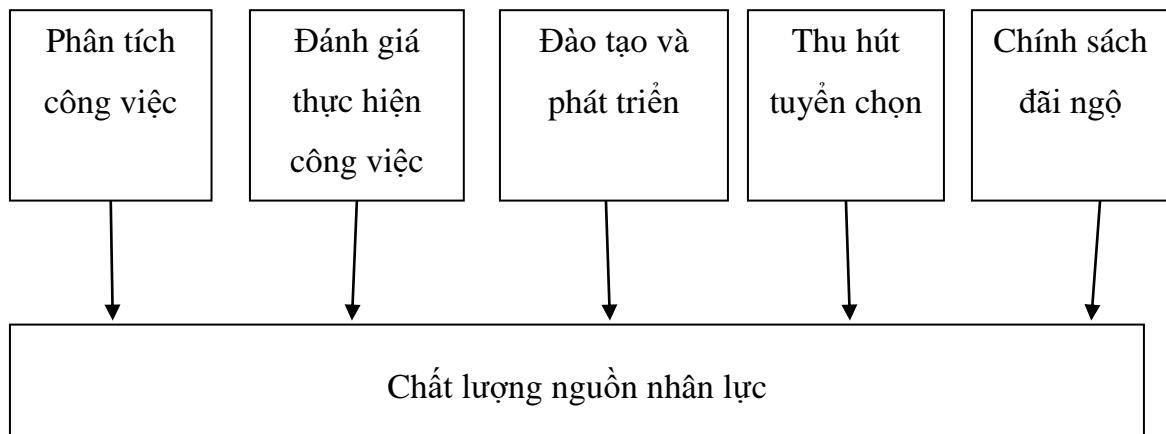 Phân tích
công việc
Đánh giá
thực hiện
công việc
Đào tạo và
phát triển
Thu hút
tuyển chọn
Chính sách
đãi ngộ
Chất lượng nguồn nhân lực